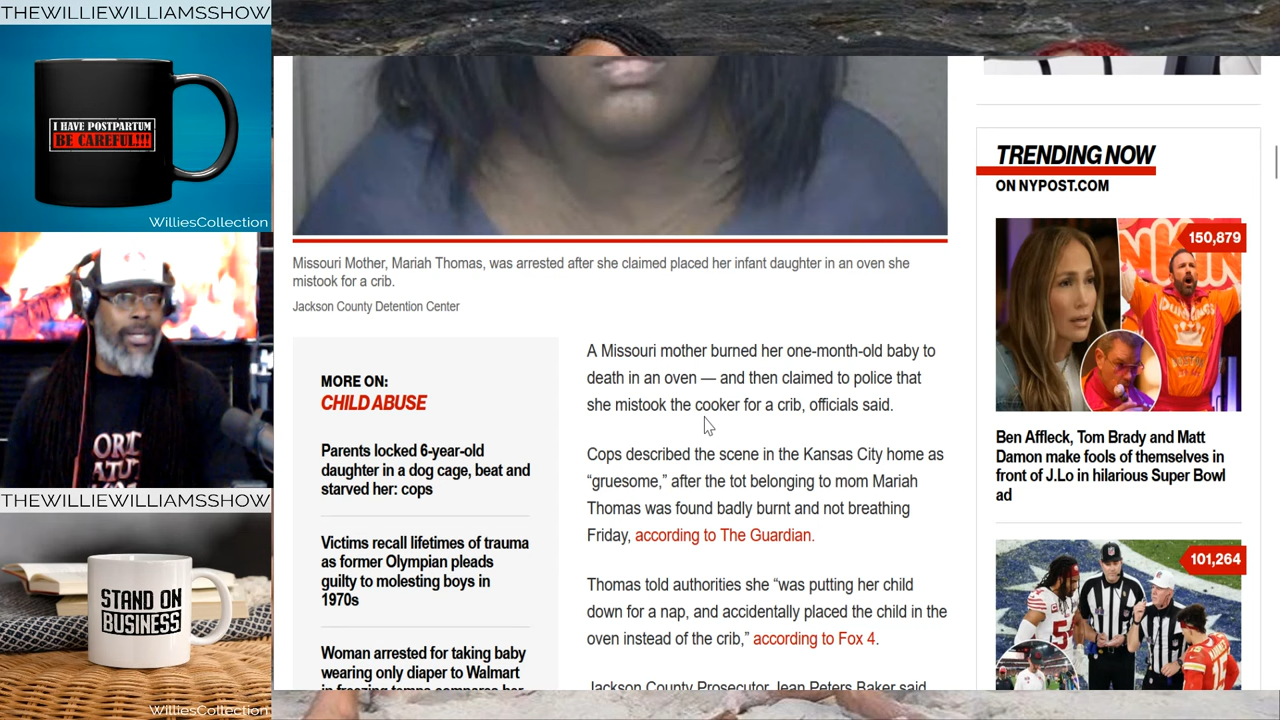 THEWILLIEWILLIAMSSHOW
I HAVE POSTPARTUM
BE CAREFUL!!!
WilliesCollection
THEWILLIEWILLIAMSSHOW
STAND ON
BUSINESS
WilliesCollection
Missouri Mother, Mariah Thomas, was arrested after she claimed placed her infant daughter in an oven she
mistook for a crib.
Jackson County Detention Center
MORE ON:
CHILD ABUSE
Parents locked 6-year-old
daughter in a dog cage, beat and
starved her: cops
Victims recall lifetimes of trauma
as former Olympian pleads
guilty to molesting boys in
1970s
Woman arrested for taking baby
wearing only diaper to Walmart
A Missouri mother burned her one-month-old baby to
death in an oven — and then claimed to police that
she mistook the cooker for a crib, officials said.
Cops described the scene in the Kansas City home as
“gruesome,” after the tot belonging to mom Mariah
Thomas was found badly burnt and not breathing
Friday, according to The Guardian.
Thomas told authorities she “was putting her child
down for a nap, and accidentally placed the child in the
oven instead of the crib,” according to Fox 4.
Jackson County Prosecutor Jean Peters Baker said
TRENDING NOW
ON NYPOST.COM
150,879
Ben Affleck, Tom Brady and Matt
Damon make fools of themselves in
front of J.Lo in hilarious Super Bowl
ad
101,264